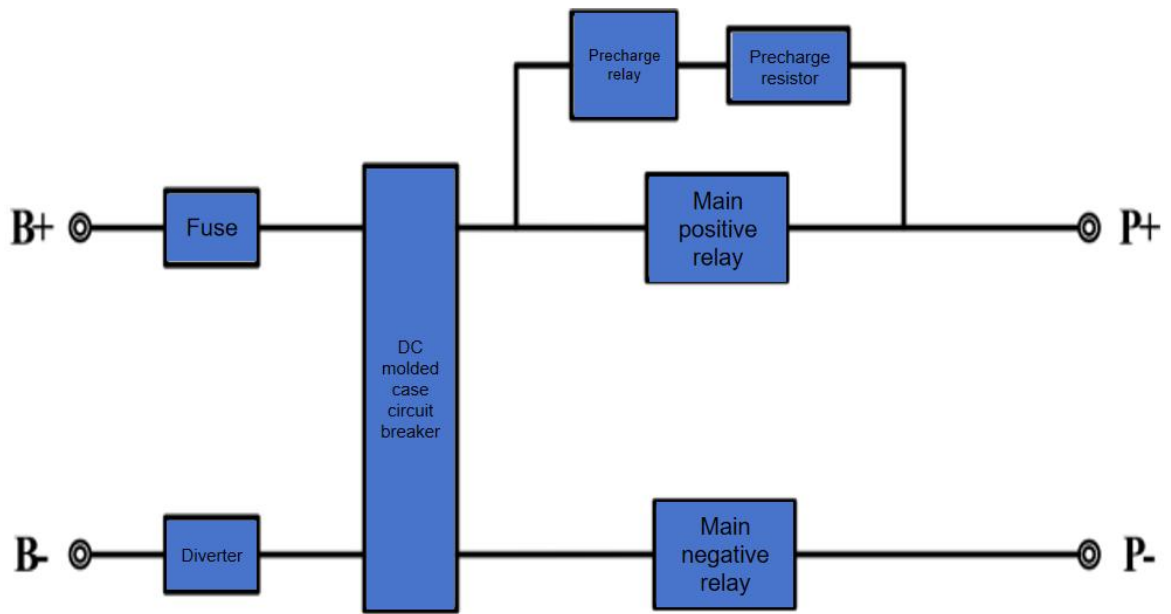 Precharge
relay
Precharge
resistor
B+
Fuse
Main
positive
relay
P+
DC
molded
case
circuit
breaker
B-
Diverter
Main
negative
relay
P-